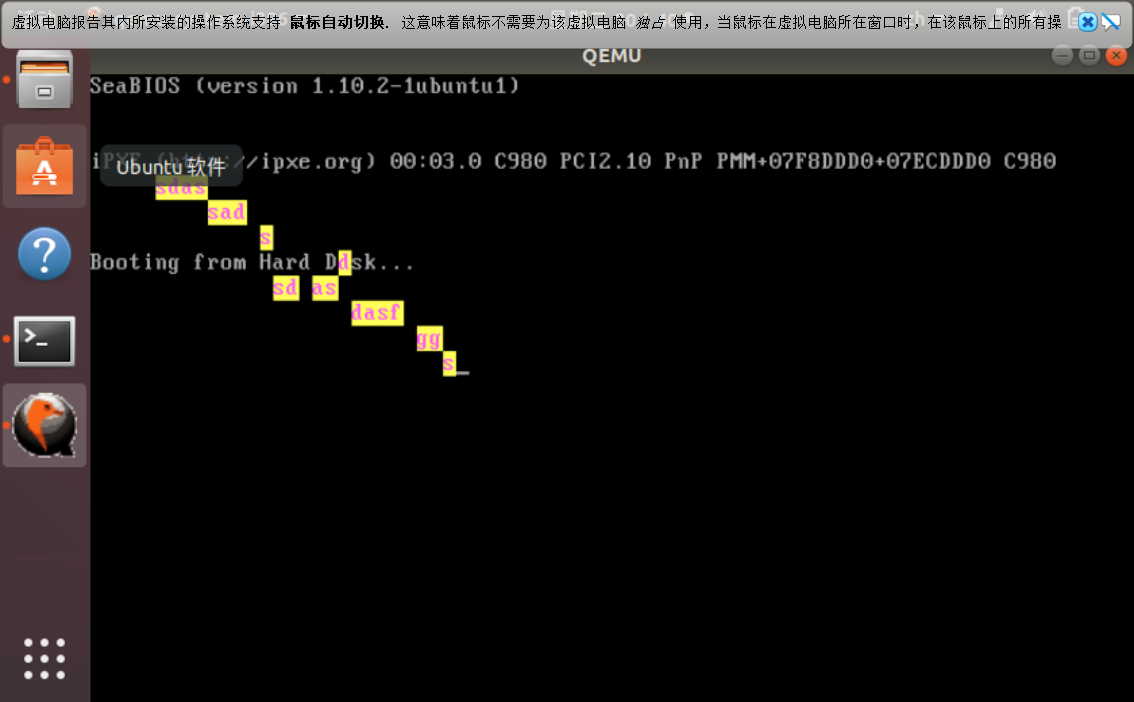 虚拟电脑报告其内所安装的操作系统支持 鼠标自动切换. 这意味着鼠标不需要为该虚拟电脑 独占 使用，当鼠标在虚拟电脑所在窗口时，在该鼠标上的所有操
QEMU
SeaBIOS (version 1.10.2-1ubuntu1)
iPXE (http://ipxe.org) 00:03.0 C980 PCI2.10 PnP PMM+07F8DDD0+07ECDDD0 C980
Ubuntu 软件
sdas
sad
s
Booting from Hard Ddsk...
sd as
dasf
gg
s_